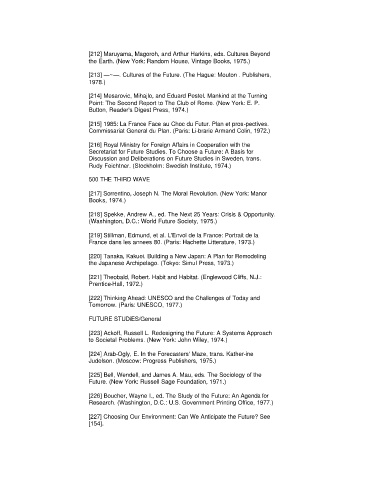 [212] Maruyama, Magoroh, and Arthur Harkins, eds. Cultures Beyond
the Earth. (New York: Random House, Vintage Books, 1975.)
[213] —-—. Cultures of the Future. (The Hague: Mouton . Publishers.
1978.)
[214] Mesarovic, Mihajlo, and Eduard Pestel. Mankind at the Turning
Point: The Second Report to The Club of Rome. (New York: E. P.
Button, Reader's Digest Press, 1974.)
[215] 1985: La France Face au Choc du Futur. Plan et pros-pectives.
Commissariat General du Plan. (Paris: Li-brarie Armand Colin, 1972.)
[216] Royal Ministry for Foreign Affairs in Cooperation with the
Secretariat for Future Studies. To Choose a Future: A Basis for
Discussion and Deliberations on Future Studies in Sweden, trans.
Rudy Feichtner. (Stockholm: Swedish Institute, 1974.)
500 THE THIRD WAVE
[217] Sorrentino, Joseph N. The Moral Revolution. (New York: Manor
Books, 1974.)
[218] Spekke, Andrew A., ed. The Next 25 Years: Crisis & Opportunity.
(Washington, D.C.: World Future Society, 1975.)
[219] Stillman, Edmund, et al. L'Envol de la France: Portrait de la
France dans les annees 80. (Paris: Hachette Litterature, 1973.)
[220] Tanaka, Kakuei. Building a New Japan: A Plan for Remodeling
the Japanese Archipelago. (Tokyo: Simul Press, 1973.)
[221] Theobald, Robert. Habit and Habitat. (Englewood Cliffs, N.J.:
Prentice-Hall, 1972.)
[222] Thinking Ahead: UNESCO and the Challenges of Today and
Tomorrow. (Paris: UNESCO, 1977.)
FUTURE STUDIES/General
[223] Ackoff, Russell L. Redesigning the Future: A Systems Approach
to Societal Problems. (New York: John Wiley, 1974.)
[224] Arab-Ogly, E. In the Forecasters' Maze, trans. Kather-ine
Judelson. (Moscow: Progress Publishers, 1975.)
[225] Bell, Wendell, and James A. Mau, eds. The Sociology of the
Future. (New York: Russell Sage Foundation, 1971.)
[226] Boucher, Wayne I., ed. The Study of the Future: An Agenda for
Research. (Washington, D.C.: U.S. Government Printing Office, 1977.)
[227] Choosing Our Environment: Can We Anticipate the Future? See
[154].